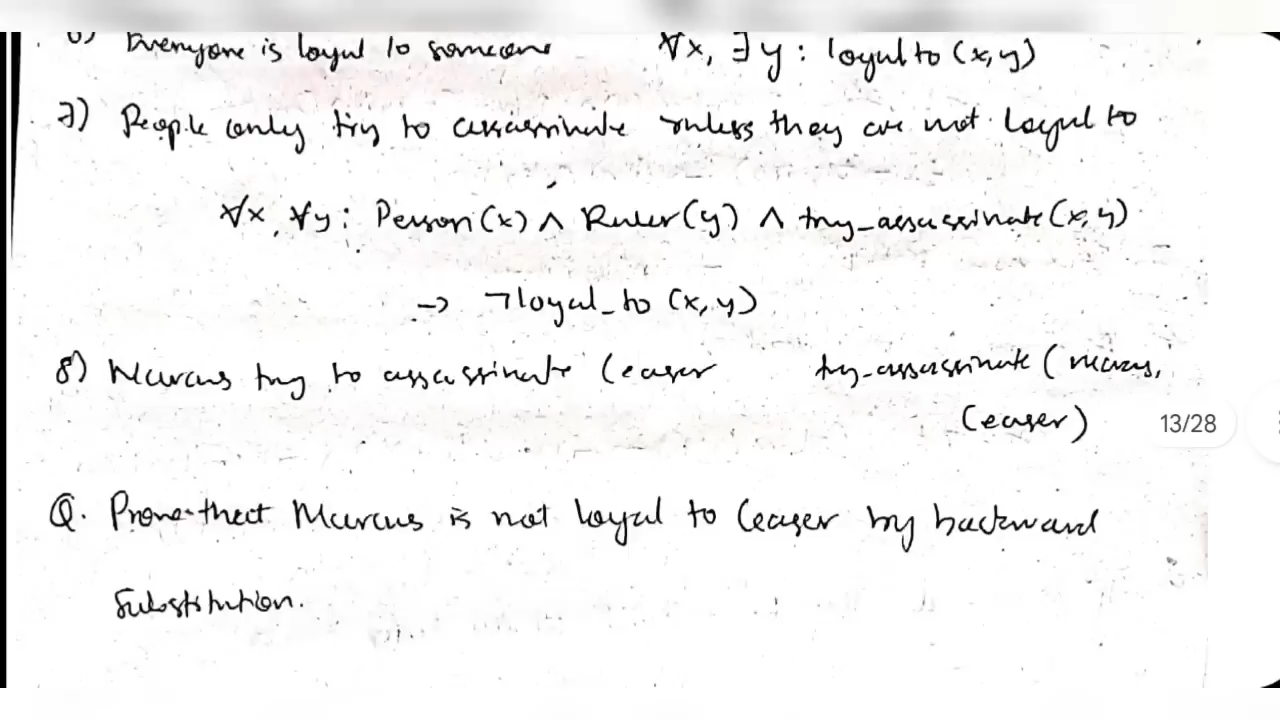 6) Everyone is loyal to someone ∀x, ∃y: loyalto (x,y)
7) People only try to assassinate rulers they are not loyal to
∀x, ∀y: Person(x) ∧ Ruler(y) ∧ try_assassinate(x,y)
→ ¬loyal_to (x,y)
8) Marcus try to assassinate Ceaser try_assassinate (marcus,
Ceaser)
13/28
Q. Prove that Marcus is not loyal to Ceaser by backward
Substitution.